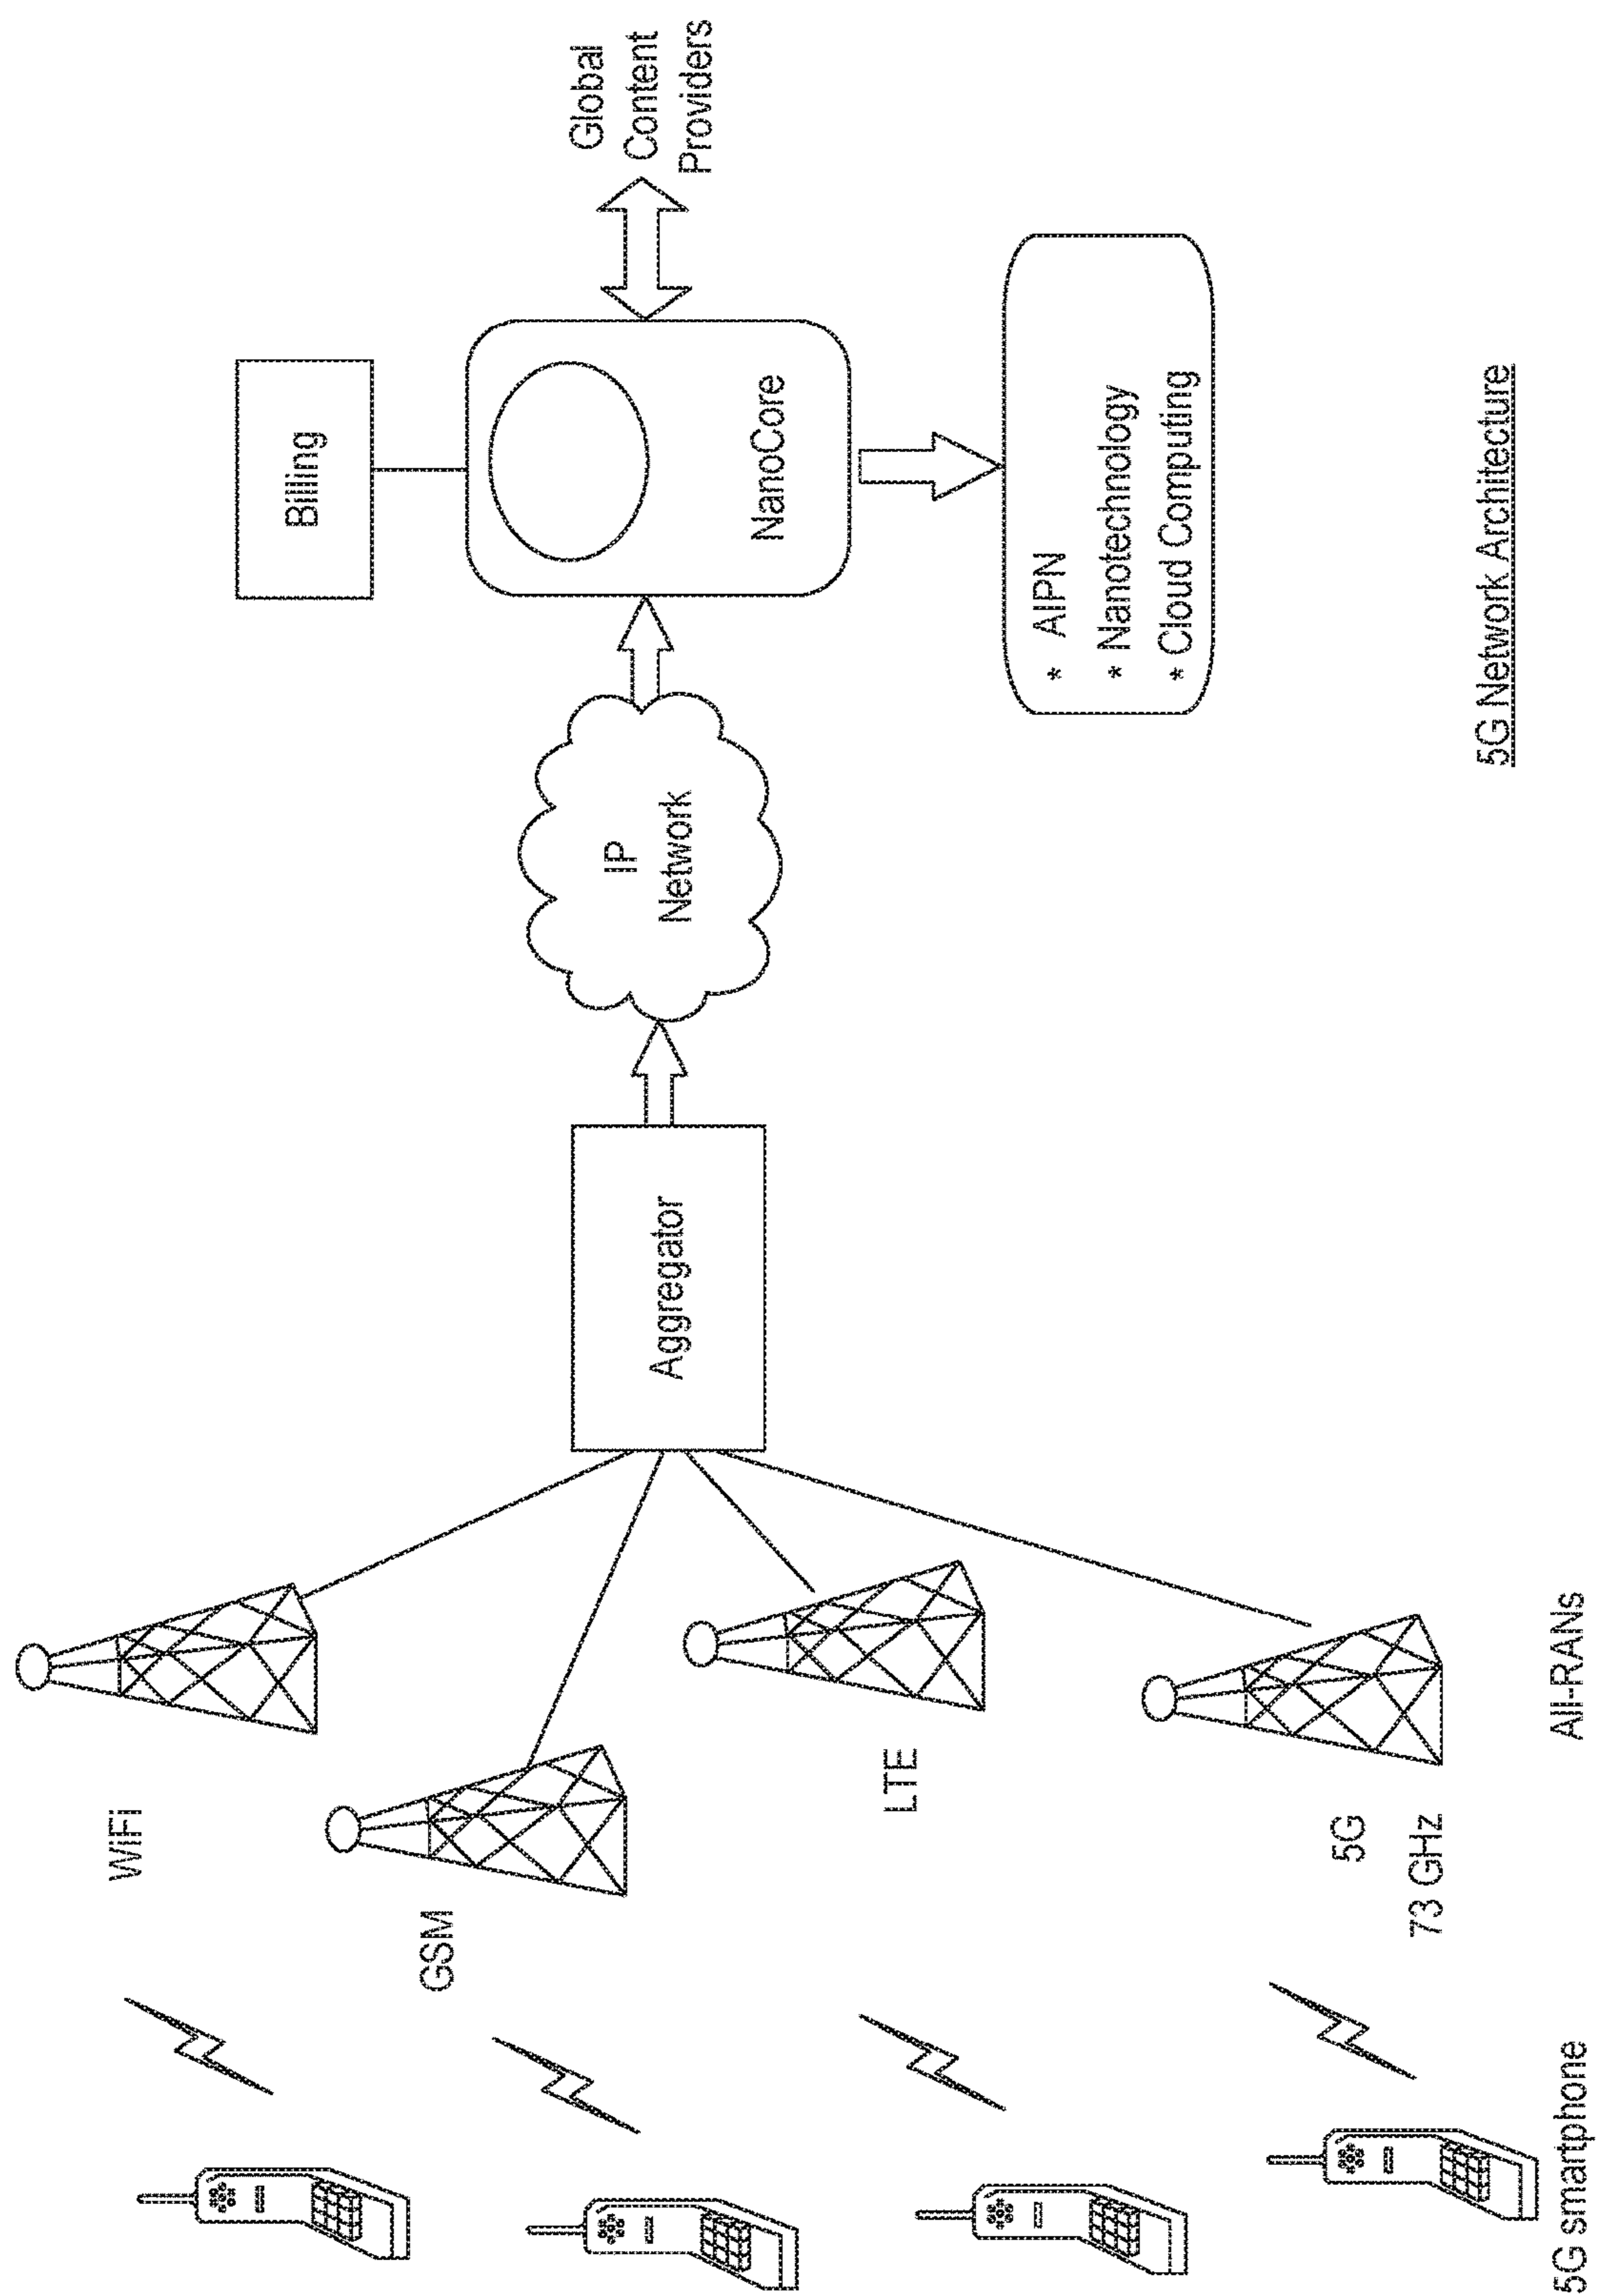 5G smartphone
WiFi
GSM
LTE
5G
73 GHz
All-RANs
Aggregator
IP
Network
Billing
NanoCore
Global
Content
Providers
* AIPN
* Nanotechnology
* Cloud Computing
5G Network Architecture